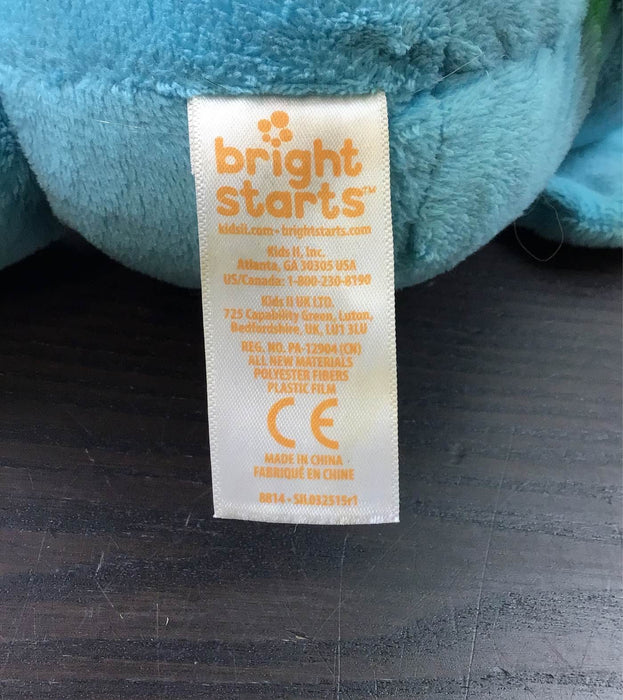 bright
starts™
kidsii.com • brightstarts.com
Kids II, Inc.
Atlanta, GA 30305 USA
US/Canada: 1-800-230-8190
Kids II UK LTD.
725 Capability Green, Luton,
Bedfordshire, UK, LU1 3LU
REG. NO. PA-12904 (CN)
ALL NEW MATERIALS
POLYESTER FIBERS
PLASTIC FILM
CE
MADE IN CHINA •
FABRIQUÉ EN CHINE
8814 • SIL032515r1